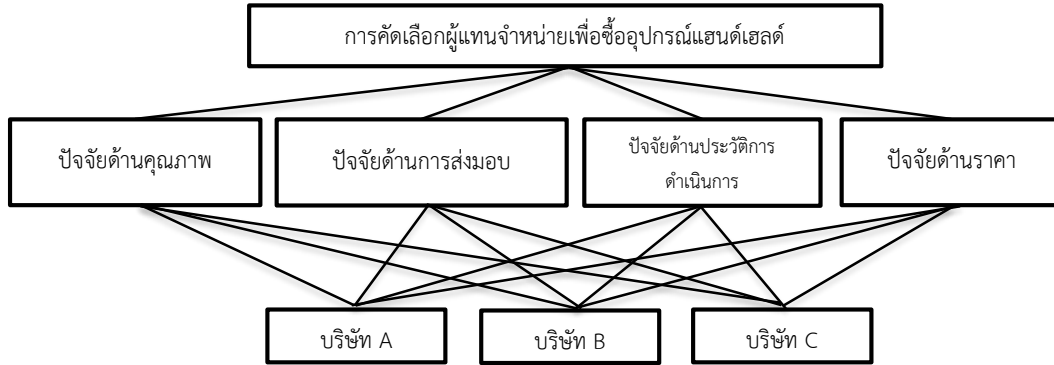 การคัดเลือกผู้แทนจำหน่ายเพื่อซื้ออุปกรณ์แฮนด์เฮลด์
ปัจจัยด้านคุณภาพ
ปัจจัยด้านการส่งมอบ
ปัจจัยด้านประวัติการ
ดำเนินการ
ปัจจัยด้านราคา
บริษัท A
บริษัท B
บริษัท C